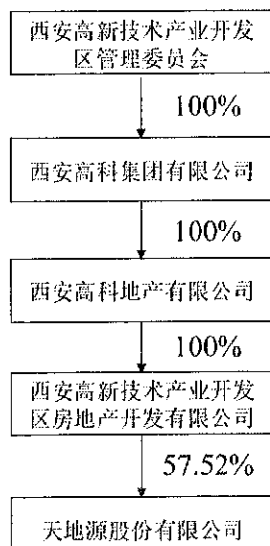 西安高新技术产业开发
区管理委员会
100%
西安高科集团有限公司
100%
西安高科地产有限公司
100%
西安高新技术产业开发
区房地产开发有限公司
57.52%
天地源股份有限公司